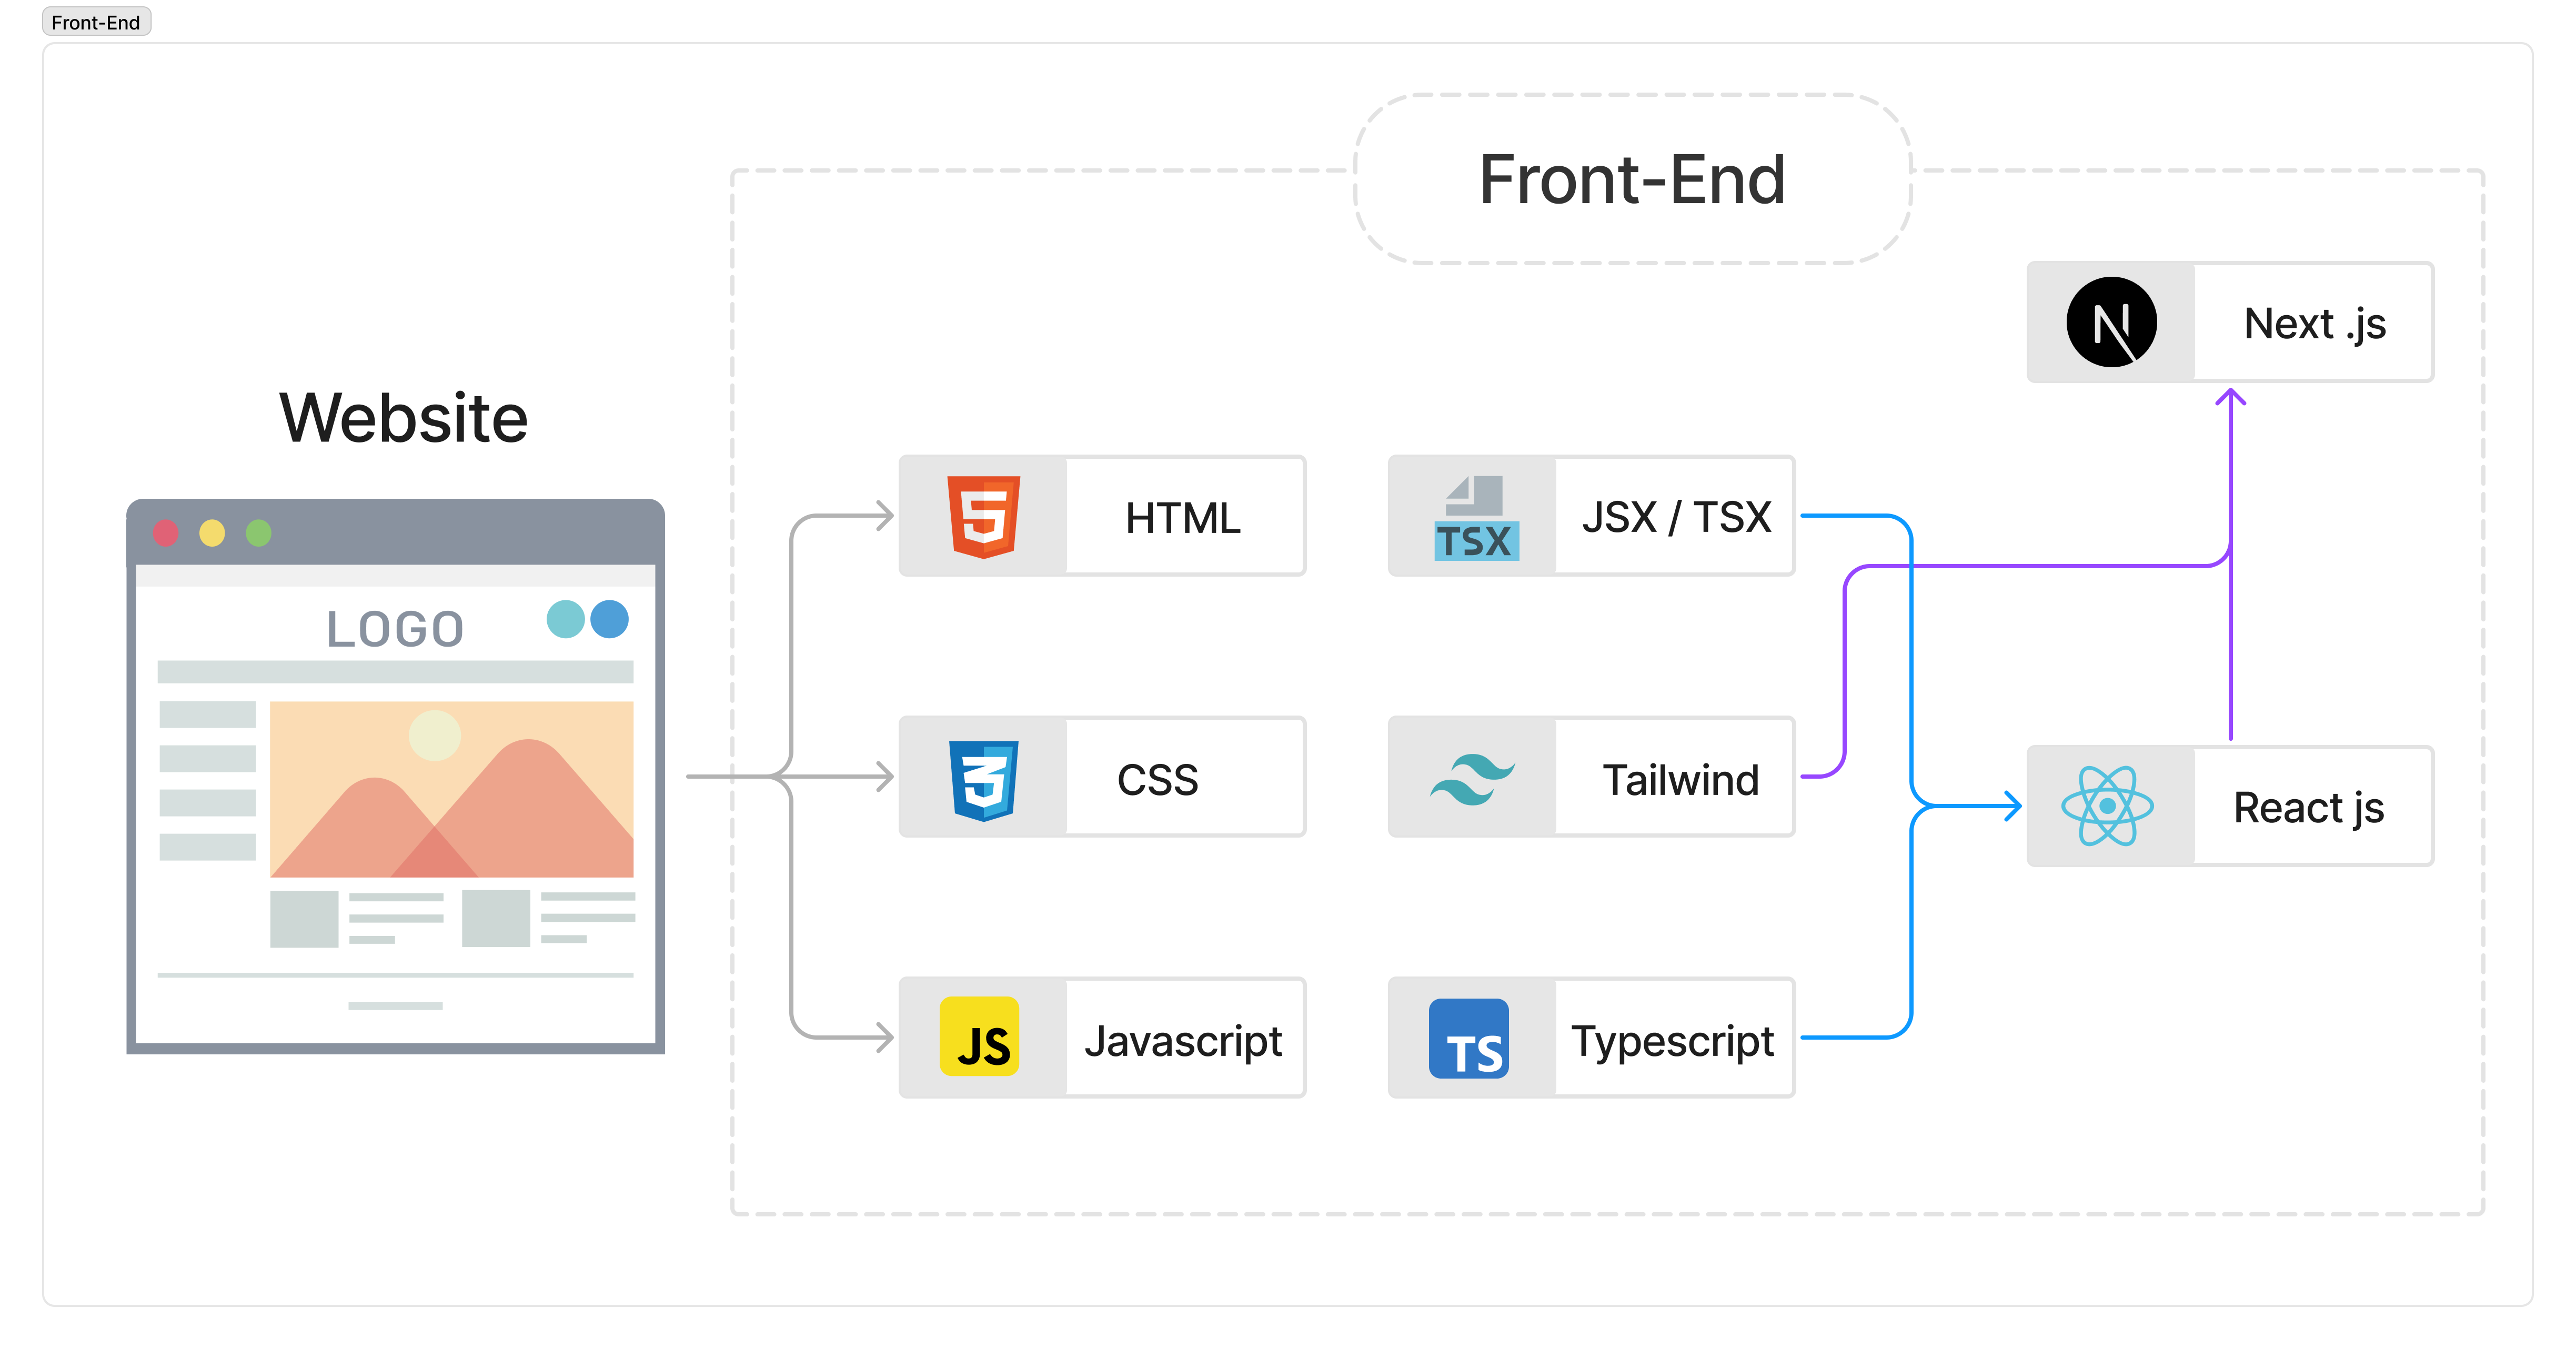 Front-End
Front-End
Website
LOGO
HTML
TSX
JSX / TSX
Next .js
CSS
Tailwind
React js
JS
Javascript
TS
Typescript